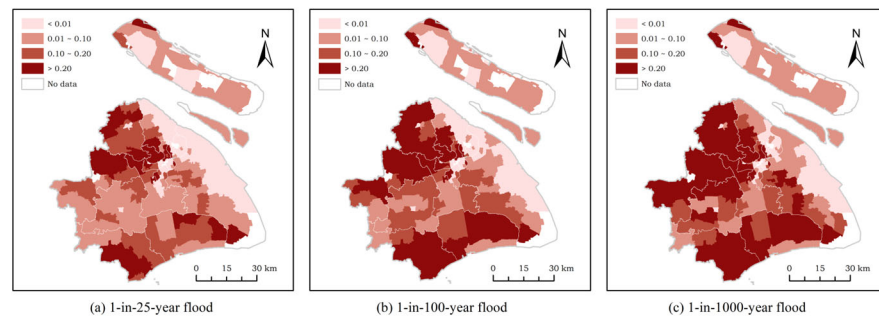 < 0.01
0.01 – 0.10
0.10 – 0.20
> 0.20
No data
N
0 15 30 km
(a) 1-in-25-year flood
< 0.01
0.01 – 0.10
0.10 – 0.20
> 0.20
No data
N
0 15 30 km
(b) 1-in-100-year flood
< 0.01
0.01 – 0.10
0.10 – 0.20
> 0.20
No data
N
0 15 30 km
(c) 1-in-1000-year flood